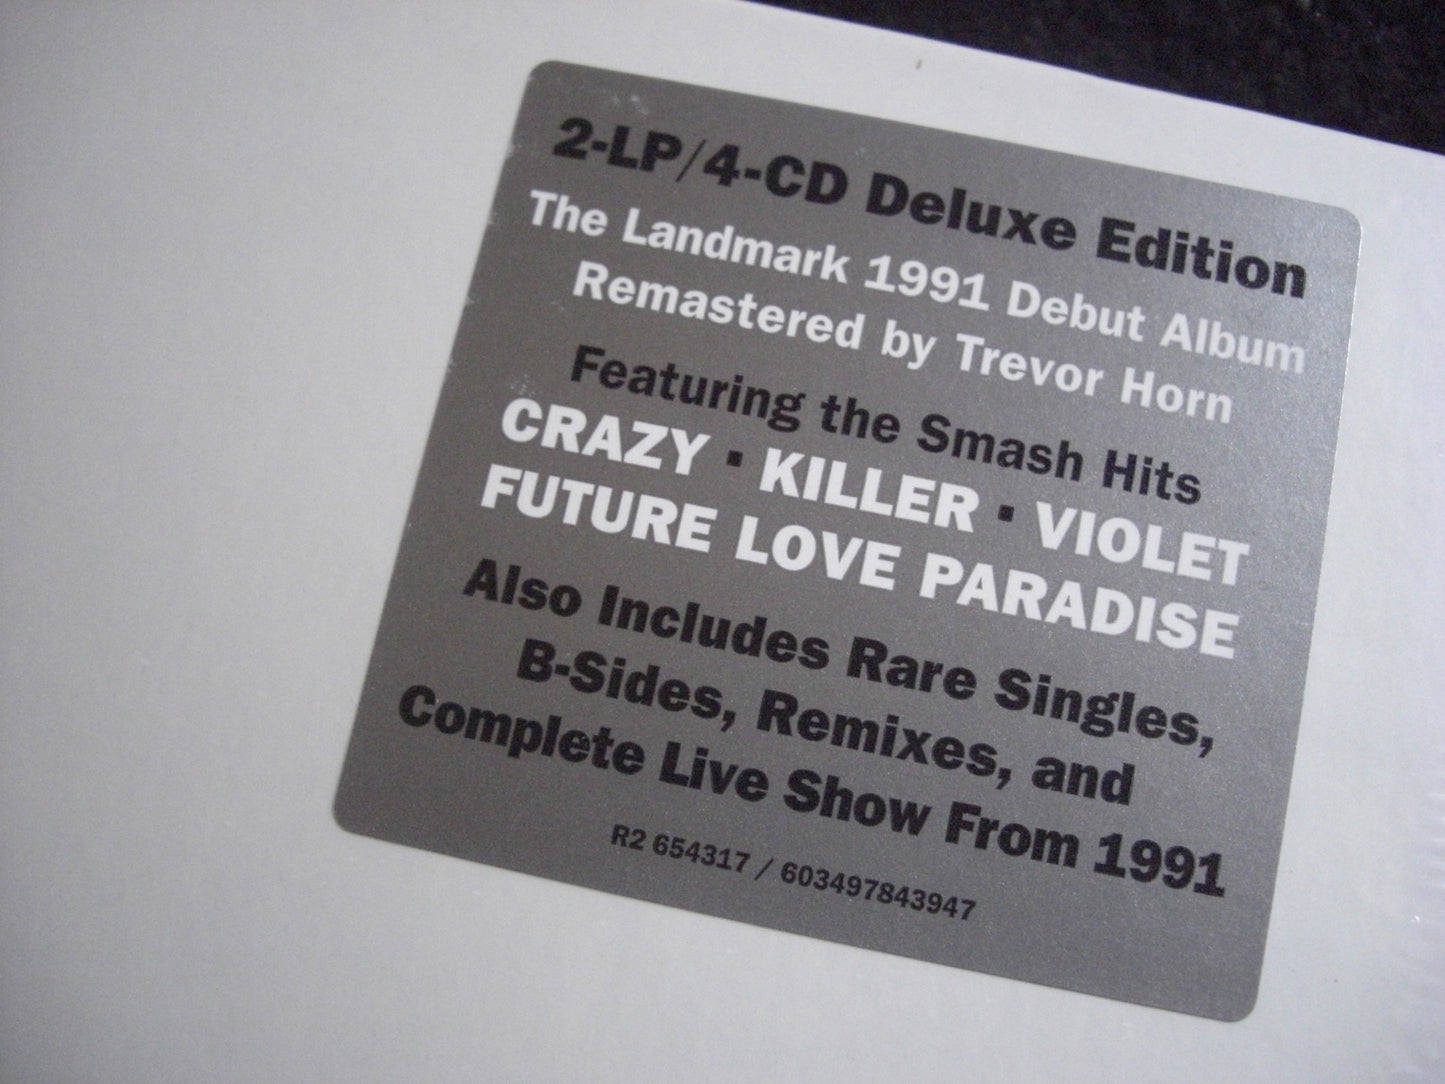 2-LP/4-CD Deluxe Edition
The Landmark 1991 Debut Album
Remastered by Trevor Horn
Featuring the Smash Hits
CRAZY ▪ KILLER ▪ VIOLET
FUTURE LOVE PARADISE
Also Includes Rare Singles,
B-Sides, Remixes, and
Complete Live Show From 1991
R2 654317 / 603497843947